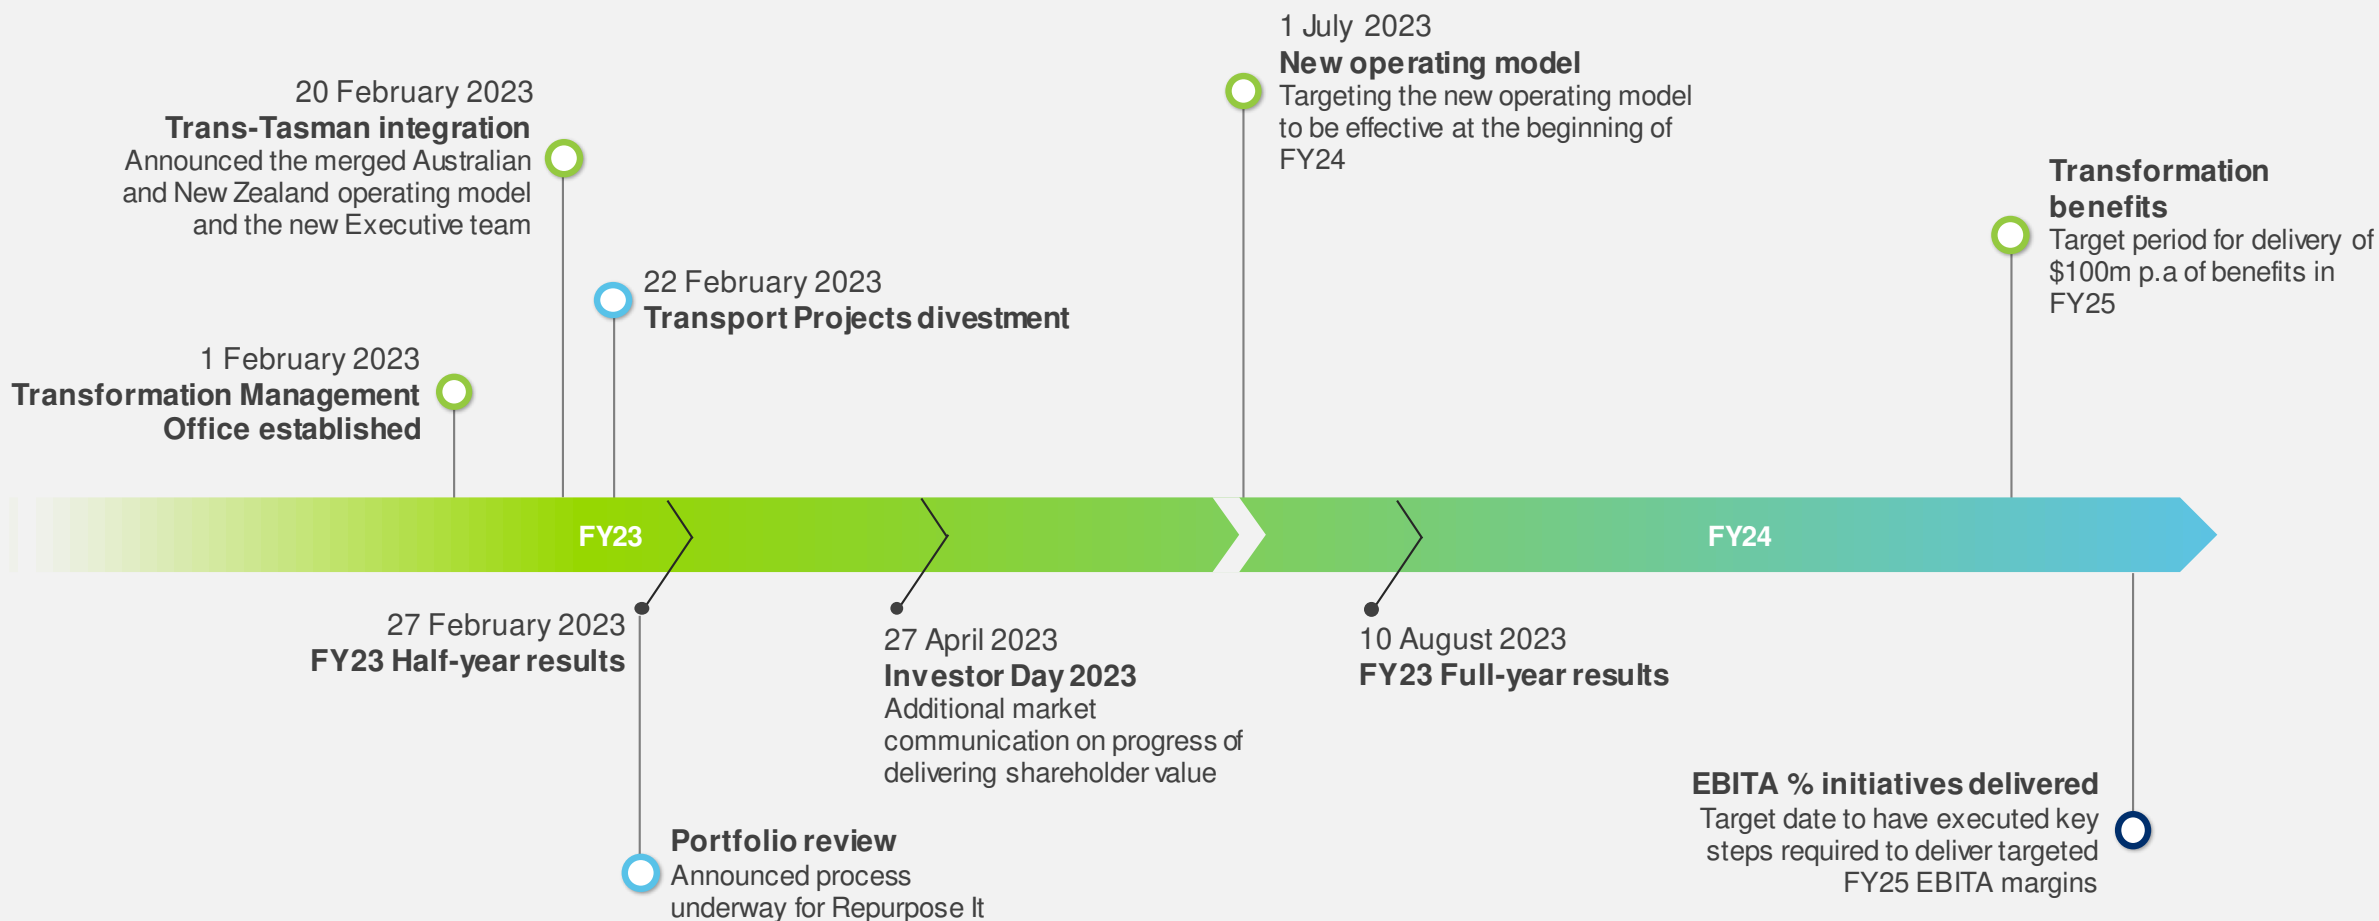 1 July 2023
New operating model
Targeting the new operating model
to be effective at the beginning of
FY24
20 February 2023
Trans-Tasman integration
Announced the merged Australian
and New Zealand operating model
and the new Executive team
Transformation
benefits
Target period for delivery of
$100m p.a of benefits in
FY25
22 February 2023
Transport Projects divestment
1 February 2023
Transformation Management
Office established
FY23
FY24
27 February 2023
FY23 Half-year results
27 April 2023
Investor Day 2023
Additional market
communication on progress of
delivering shareholder value
10 August 2023
FY23 Full-year results
Portfolio review
Announced process
underway for Repurpose It
EBITA % initiatives delivered
Target date to have executed key
steps required to deliver targeted
FY25 EBITA margins